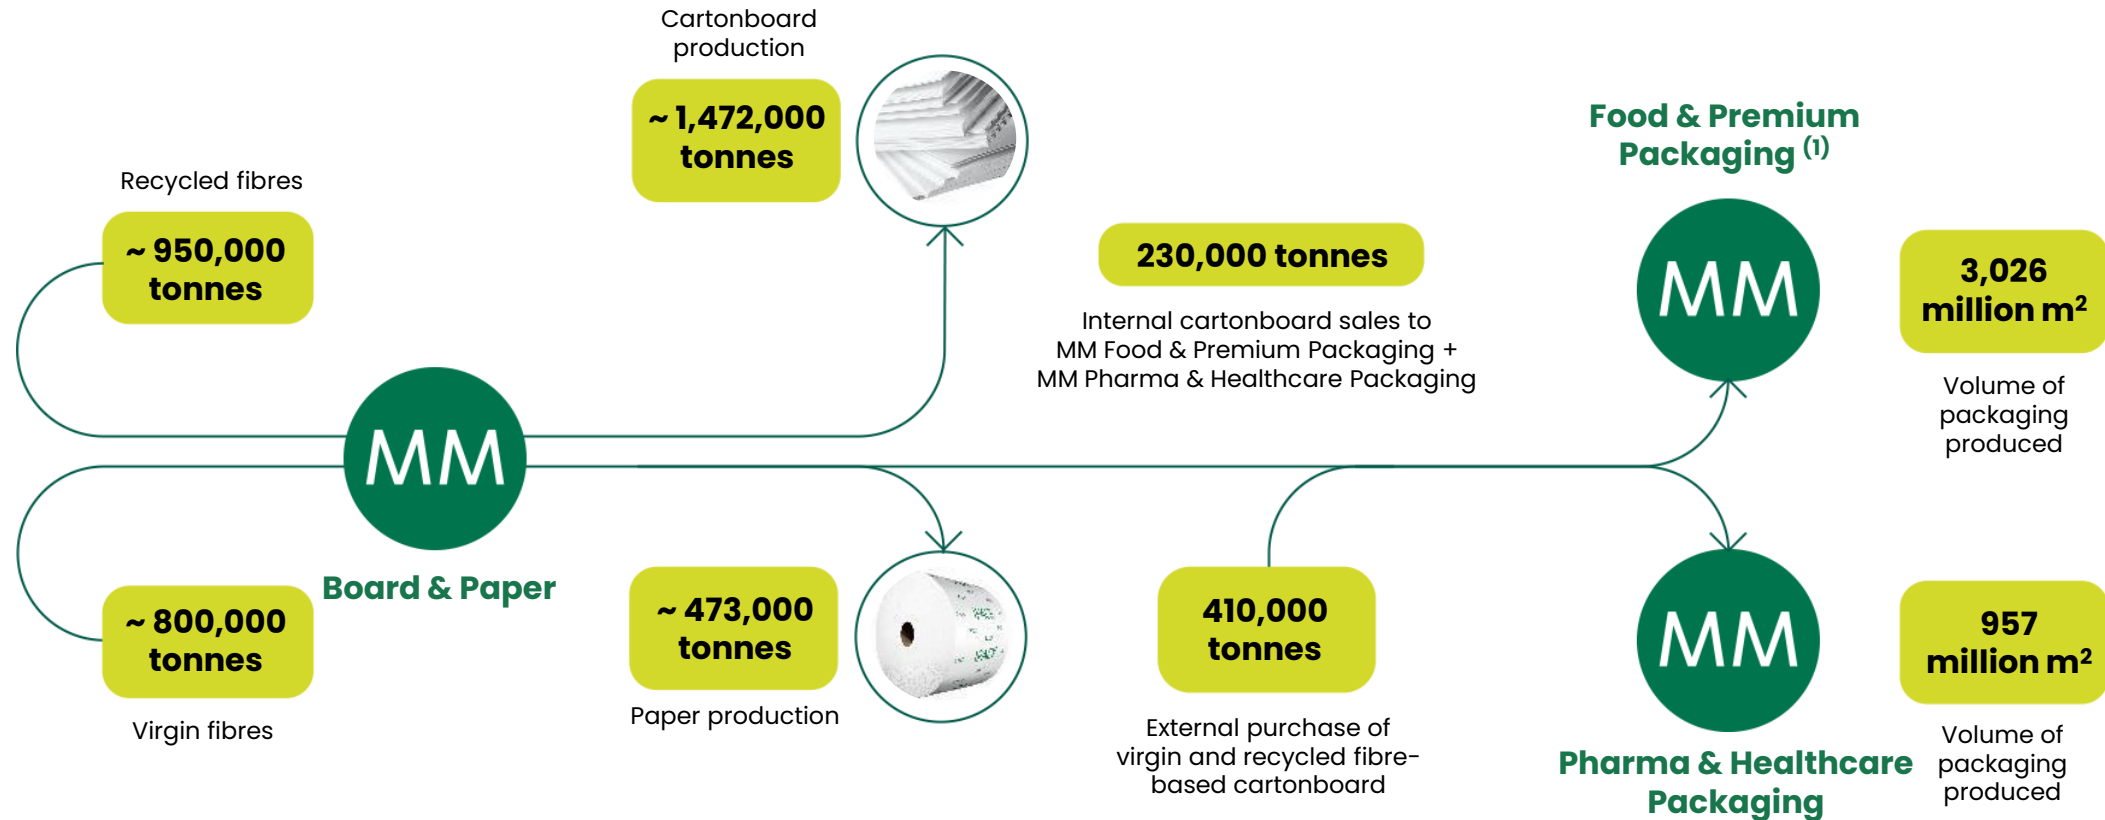 Cartonboard
production
~ 1,472,000
tonnes
Recycled fibres
~ 950,000
tonnes
230,000 tonnes
Internal cartonboard sales to
MM Food & Premium Packaging +
MM Pharma & Healthcare Packaging
Food & Premium
Packaging (1)
MM
3,026
million m²
Volume of
packaging
produced
MM
Board & Paper
~ 800,000
tonnes
Virgin fibres
~ 473,000
tonnes
Paper production
410,000
tonnes
External purchase of
virgin and recycled fibre-
based cartonboard
MM
Pharma & Healthcare
Packaging
957
million m²
Volume of
packaging
produced